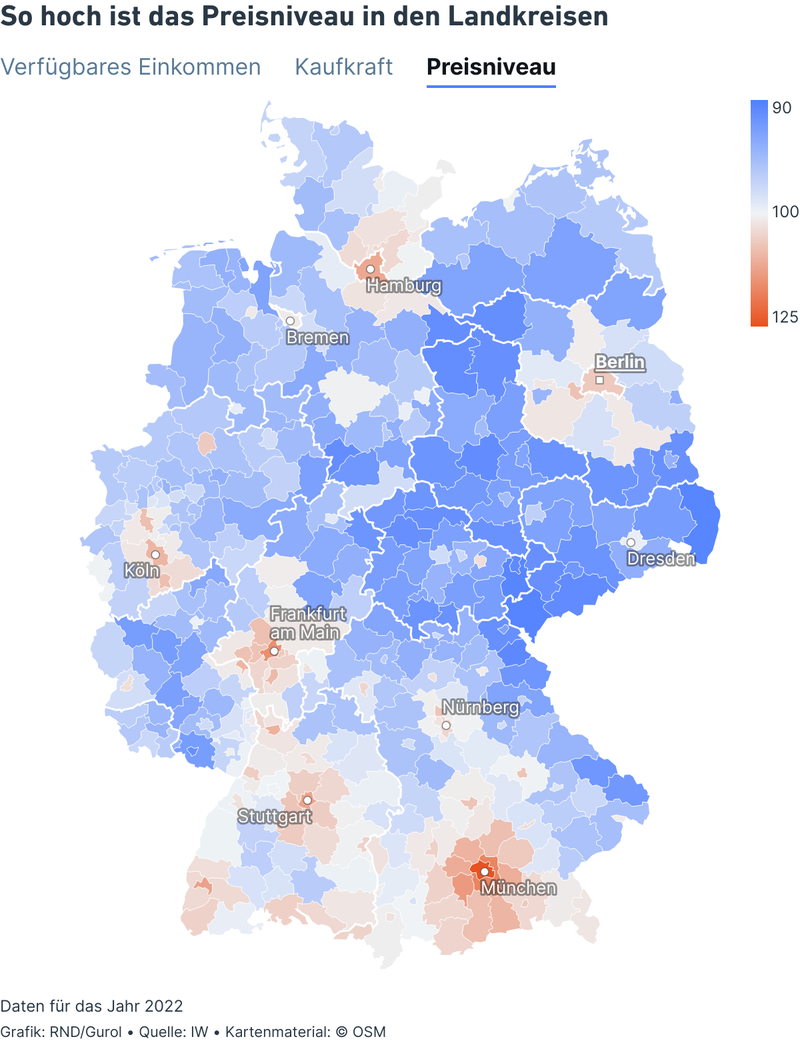 So hoch ist das Preisniveau in den Landkreisen
Verfügbares Einkommen Kaufkraft Preisniveau
90
100
125
Hamburg
Bremen
Berlin
Köln
Dresden
Frankfurt
am Main
Nürnberg
Stuttgart
München
Daten für das Jahr 2022
Grafik: RND/Gurol • Quelle: IW • Kartenmaterial: © OSM